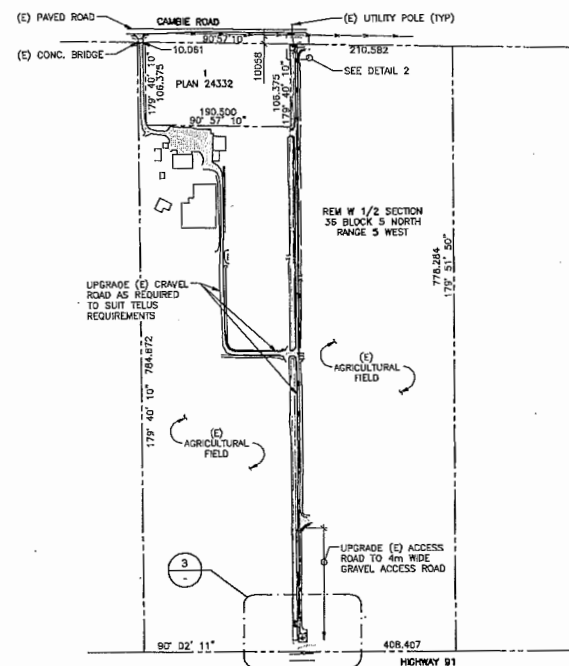 (E) PAVED ROAD
CAMBIE ROAD
(E) UTILITY POLE (TYP)
(E) CONC. BRIDGE
10.061
90°57'10"
210.582
SEE DETAIL 2
1
PLAN 24332
179° 40' 10"
106.375
10058
106.375
179° 40' 10"
190.500
90° 57' 10"
REM W 1/2 SECTION
36 BLOCK 5 NORTH
RANGE 5 WEST
778.284
179° 51' 50"
UPGRADE (E) GRAVEL
ROAD AS REQUIRED
TO SUIT TELUS
REQUIREMENTS
784.872
179° 40' 10"
(E)
AGRICULTURAL
FIELD
(E)
AGRICULTURAL
FIELD
UPGRADE (E) ACCESS
ROAD TO 4m WIDE
GRAVEL ACCESS ROAD
3
-
90° 02' 11"
408.407
HIGHWAY 91